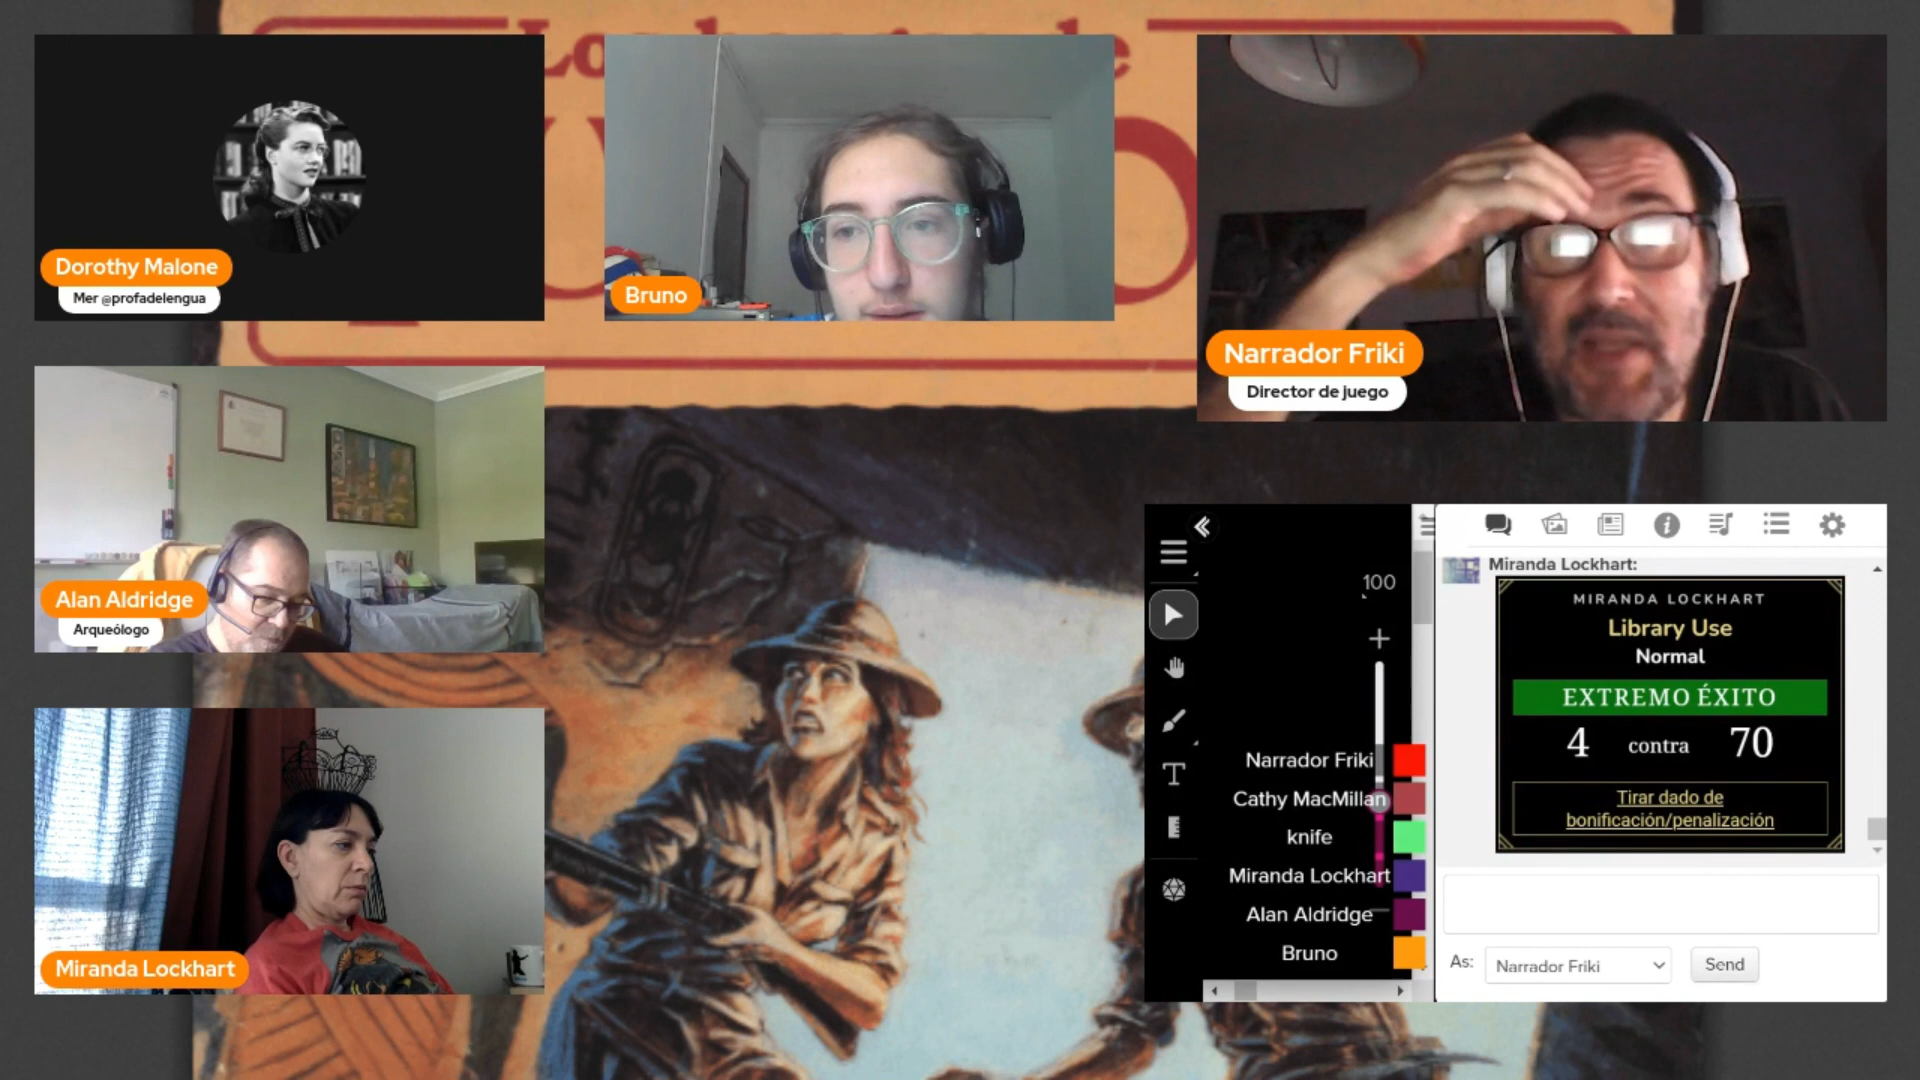 Dorothy Malone
Mer @profadelengua
Bruno
Narrador Friki
Director de juego
Alan Aldridge
Arqueólogo
Miranda Lockhart
100
Narrador Friki
Cathy MacMillan
knife
Miranda Lockhart
Alan Aldridge
Bruno
Miranda Lockhart:
MIRANDA LOCKHART
Library Use
Normal
EXTREMO ÉXITO
4 contra 70
Tirar dado de
bonificación/penalización
As: Narrador Friki Send